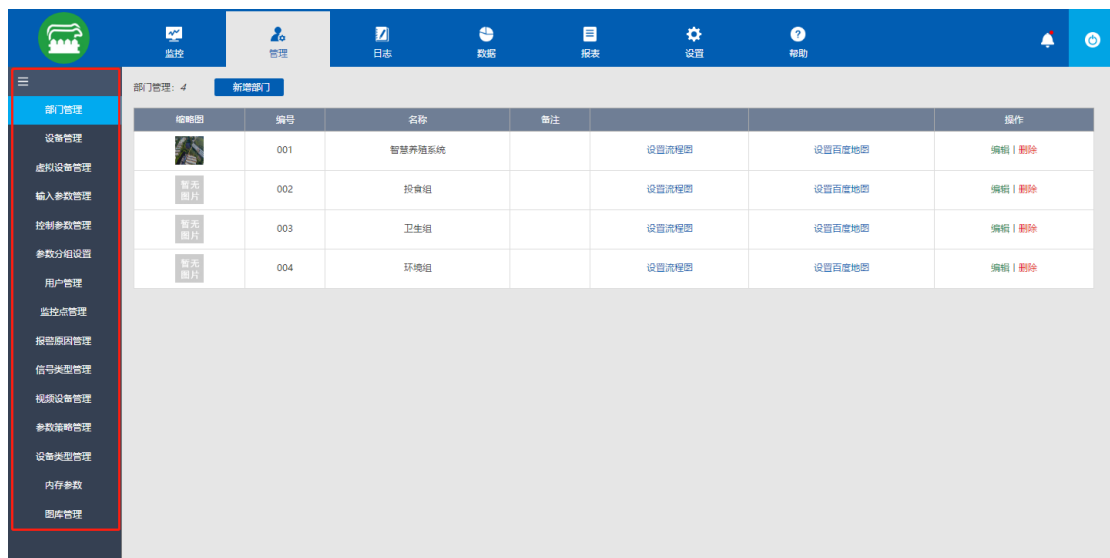 监控 管理 日志 数据 报表 设置 帮助
部门管理: 4 新增部门
部门管理
设备管理
虚拟设备管理
输入参数管理
控制参数管理
参数分组设置
用户管理
监控点管理
报警原因管理
信号类型管理
视频设备管理
参数策略管理
设备类型管理
内存参数
图库管理
缩略图 编号 名称 备注 操作
001 智慧养殖系统 设置流程图 设置百度地图 编辑 | 删除
暂无
图片 002 投食组 设置流程图 设置百度地图 编辑 | 删除
暂无
图片 003 卫生组 设置流程图 设置百度地图 编辑 | 删除
暂无
图片 004 环境组 设置流程图 设置百度地图 编辑 | 删除